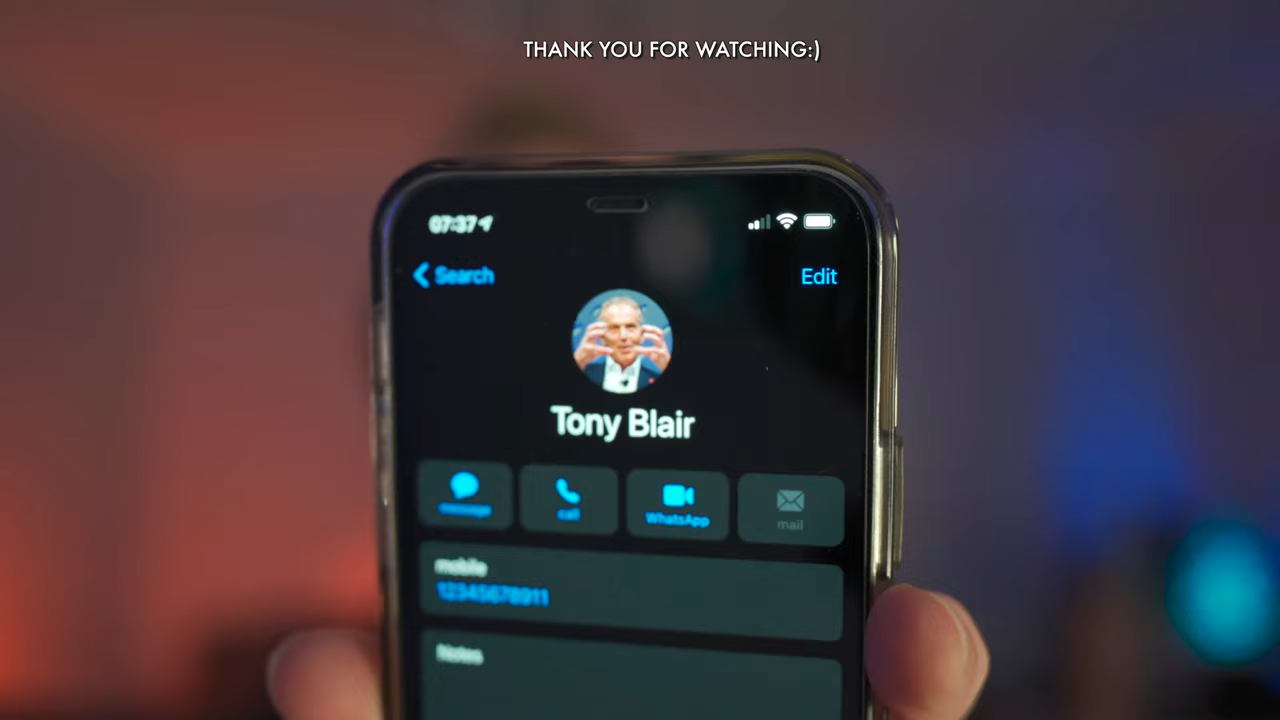 THANK YOU FOR WATCHING:)
07:37
Search
Edit
Tony Blair
message
call
WhatsApp
mail
mobile
12345678911
Notes